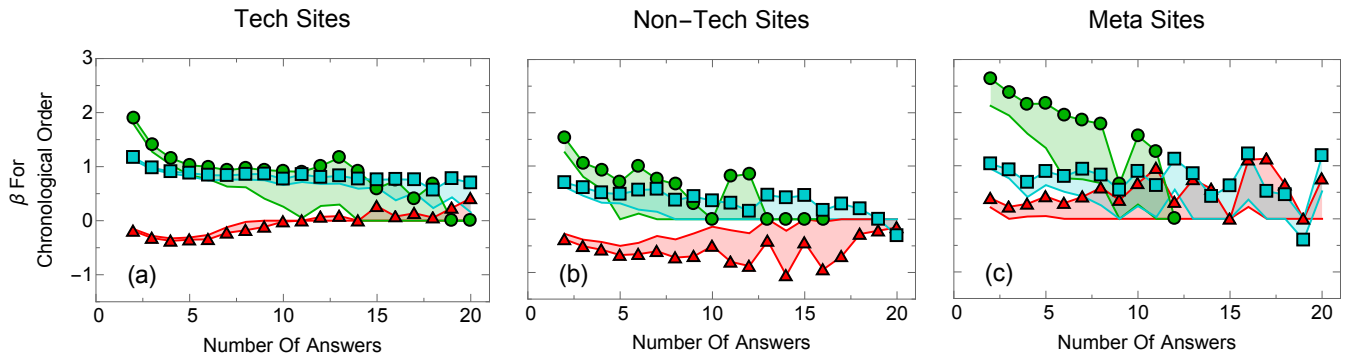 Tech Sites Non−Tech Sites Meta Sites
β For
Chronological Order
3
2
1
0
−1
(a) (b) (c)
0 5 10 15 20 0 5 10 15 20 0 5 10 15 20
Number Of Answers Number Of Answers Number Of Answers